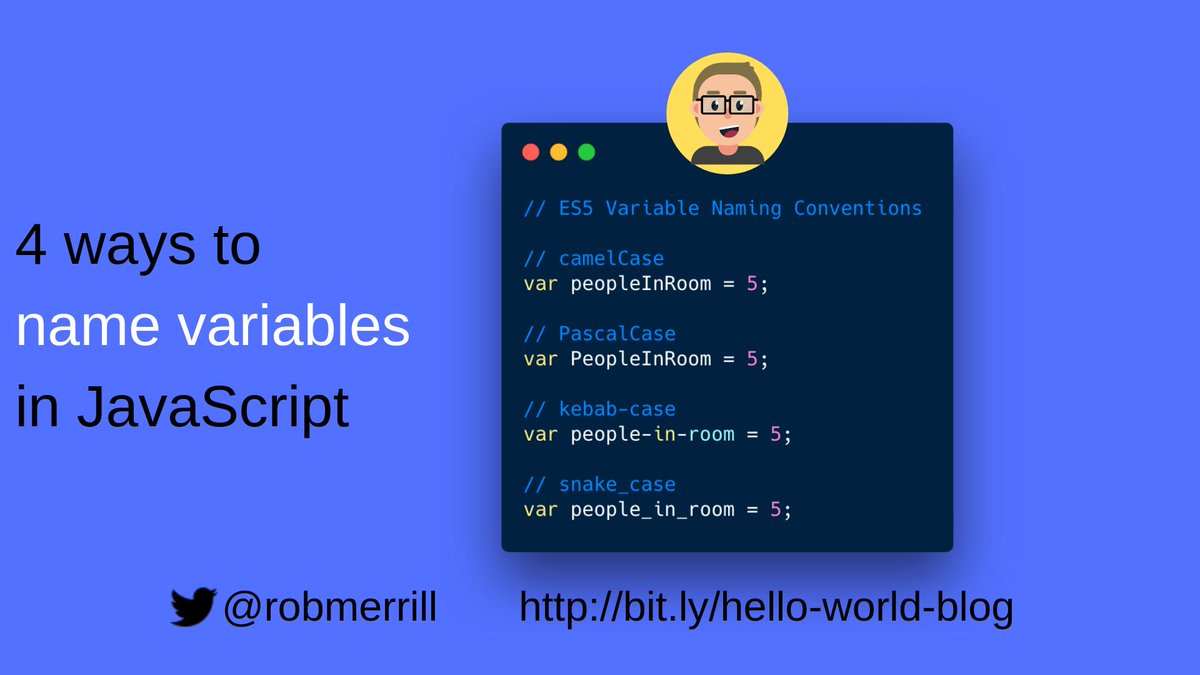 4 ways to
name variables
in JavaScript
// ES5 Variable Naming Conventions
// camelCase
var peopleInRoom = 5;
// PascalCase
var PeopleInRoom = 5;
// kebab-case
var people-in-room = 5;
// snake_case
var people_in_room = 5;
@robmerrill
http://bit.ly/hello-world-blog